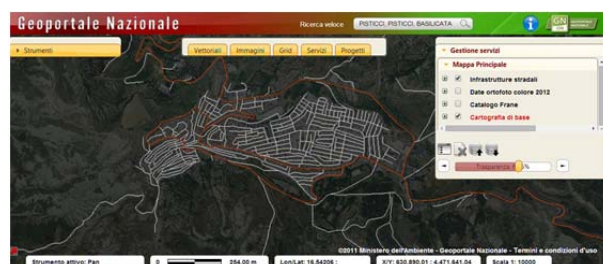 Geoportale Nazionale
Ricerca veloce PISTICCI, PISTICCI, BASILICATA
GN
GEOPORTALE NAZIONALE
Strumenti
Vettoriali Immagini Grid Servizi Progetti
Gestione servizi
Mappa Principale
Infrastrutture stradali
Date ortofoto colore 2012
Catalogo Frane
Cartografia di base
Trasparenza %
©2011 Ministero dell'Ambiente - Geoportale Nazionale - Termini e condizioni d'uso
Strumento attivo: Pan 0 254,00 m Lon/Lat: 16.54206 : X/Y: 630,890.01 : 4,471,641.04 Scala 1: 10000